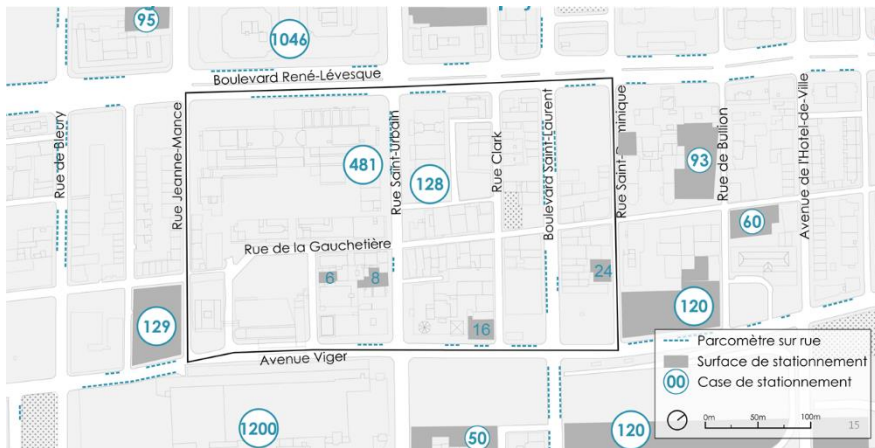 95
1046
Boulevard René-Lévesque
Rue de Bleury
Rue Jeanne-Mance
481
Rue Saint-Urbain
128
Rue Clark
Boulevard Saint-Laurent
Rue Saint-Dominique
93
Rue de Bullion
Avenue de l'Hotel-de-Ville
60
Rue de la Gauchetière
6
8
24
129
16
120
Avenue Viger
1200
50
120
Parcomètre sur rue
Surface de stationnement
00 Case de stationnement
0m 50m 100m
15